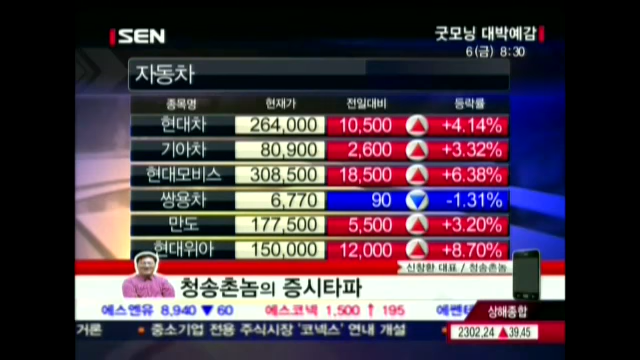 SEN
굿모닝 대박예감
6(금) 8:30
자동차
종목명 현재가 전일대비 등락률
현대차 264,000 10,500 ▲ +4.14%
기아차 80,900 2,600 ▲ +3.32%
현대모비스 308,500 18,500 ▲ +6.38%
쌍용차 6,770 90 ▼ -1.31%
만도 177,500 5,500 ▲ +3.20%
현대위아 150,000 12,000 ▲ +8.70%
신창환 대표 / 청송촌놈
청송촌놈의 증시타파
에스엔유 8,940 ▼ 60 에스코넥 1,500 ↑ 195 에펜티
상해종합
거론 ▪ 중소기업 전용 주식시장 '코넥스' 연내 개설
2302.24 ▲39.45